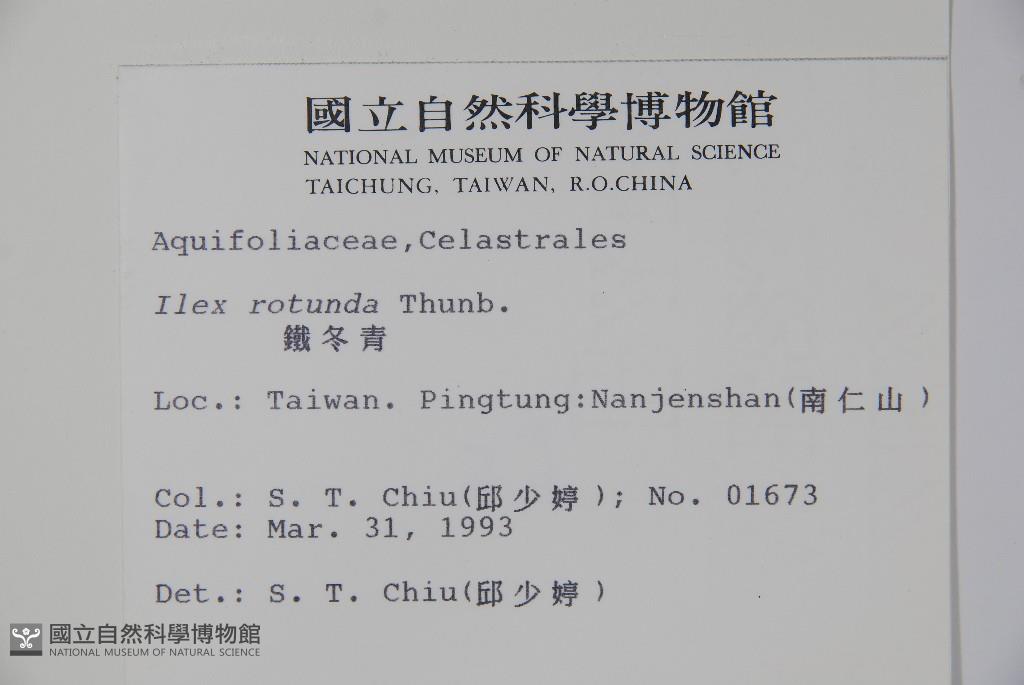 國立自然科學博物館
NATIONAL MUSEUM OF NATURAL SCIENCE
TAICHUNG, TAIWAN, R.O.CHINA
Aquifoliaceae,Celastrales
Ilex rotunda Thunb.
鐵冬青
Loc.: Taiwan. Pingtung:Nanjenshan(南仁山)
Col.: S. T. Chiu(邱少婷); No. 01673
Date: Mar. 31, 1993
Det.: S. T. Chiu(邱少婷)
國立自然科學博物館
NATIONAL MUSEUM OF NATURAL SCIENCE